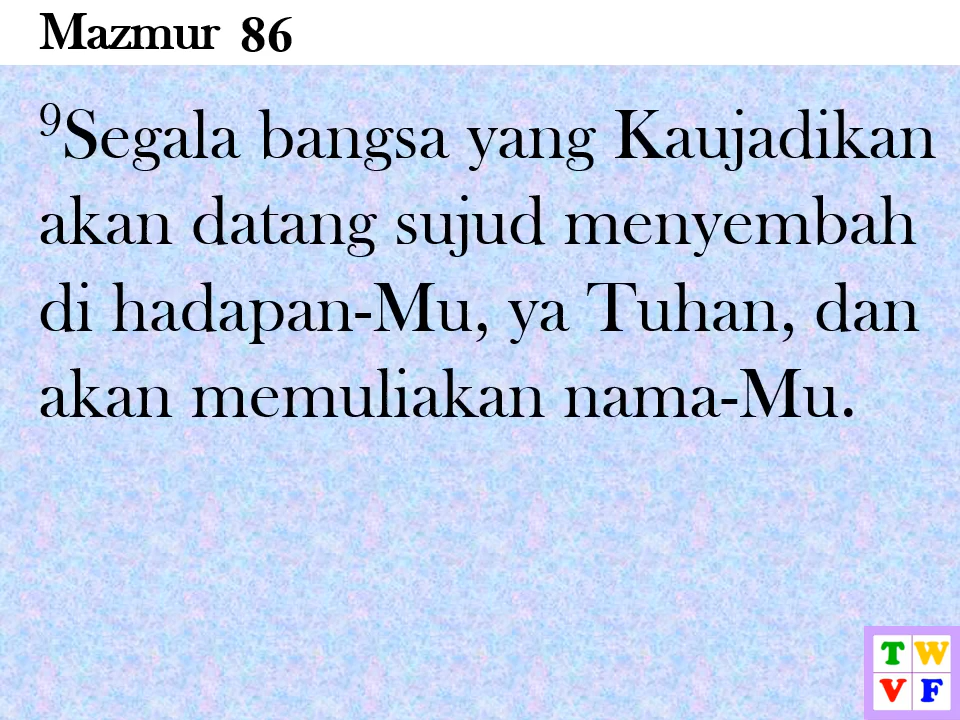 Mazmur 86
9Segala bangsa yang Kaujadikan
akan datang sujud menyembah
di hadapan-Mu, ya Tuhan, dan
akan memuliakan nama-Mu.
T W
V F